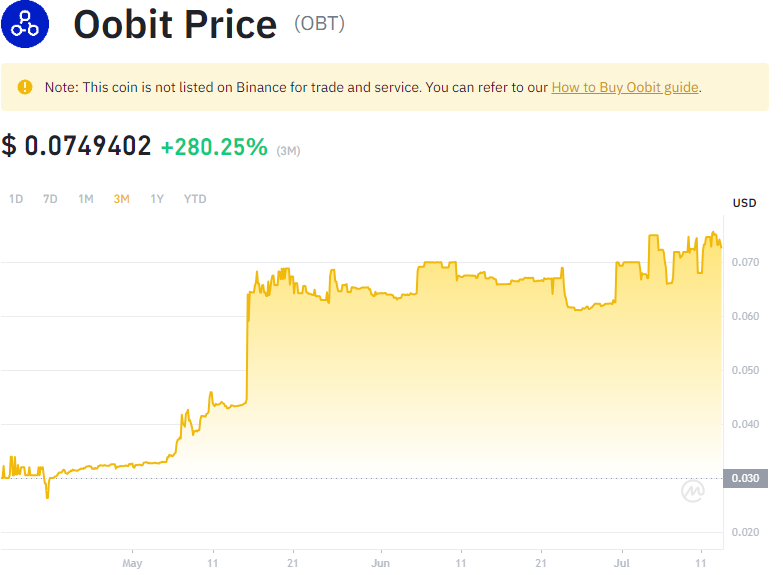 Oobit Price (OBT)
Note: This coin is not listed on Binance for trade and service. You can refer to our How to Buy Oobit guide.
$ 0.0749402 +280.25% (3M)
1D 7D 1M 3M 1Y YTD
USD
0.070
0.060
0.050
0.040
0.030
0.020
May 11 21 Jun 11 21 Jul 11